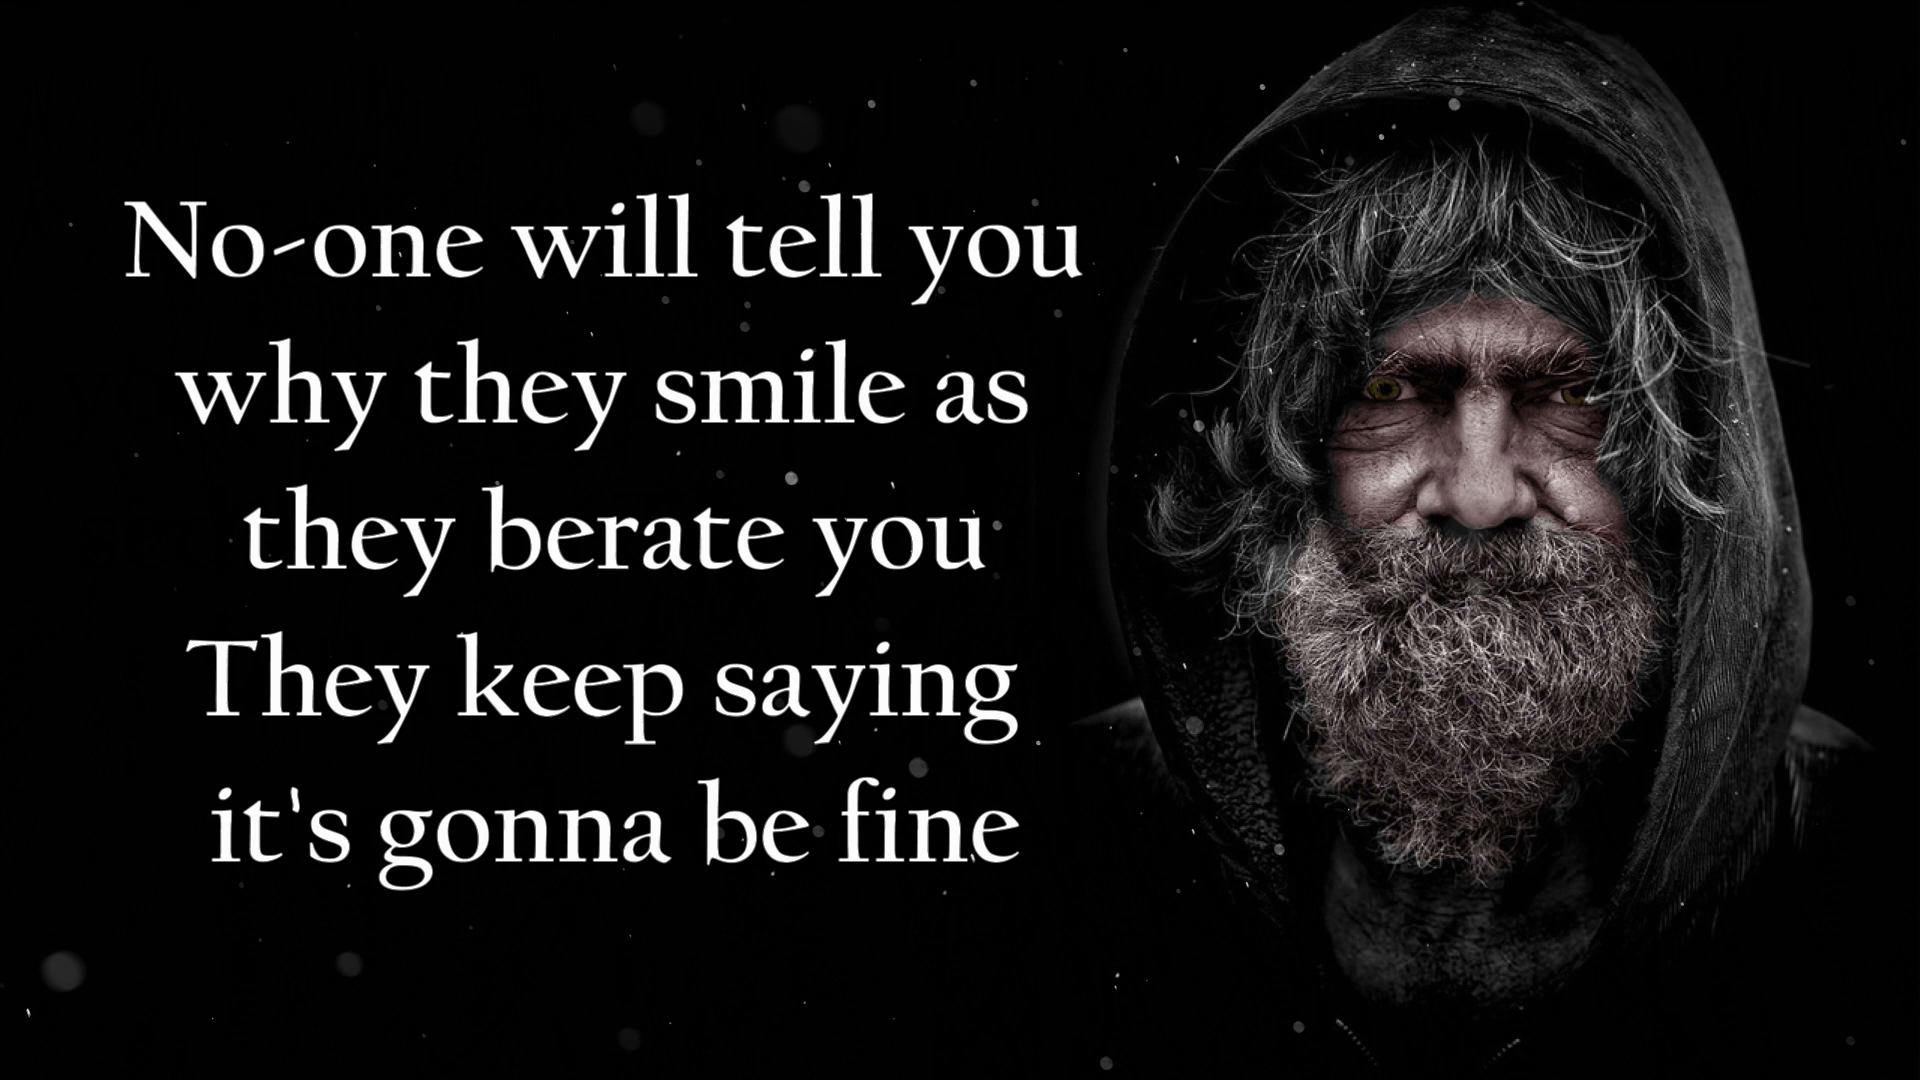 No-one will tell you
why they smile as
they berate you
They keep saying
it's gonna be fine